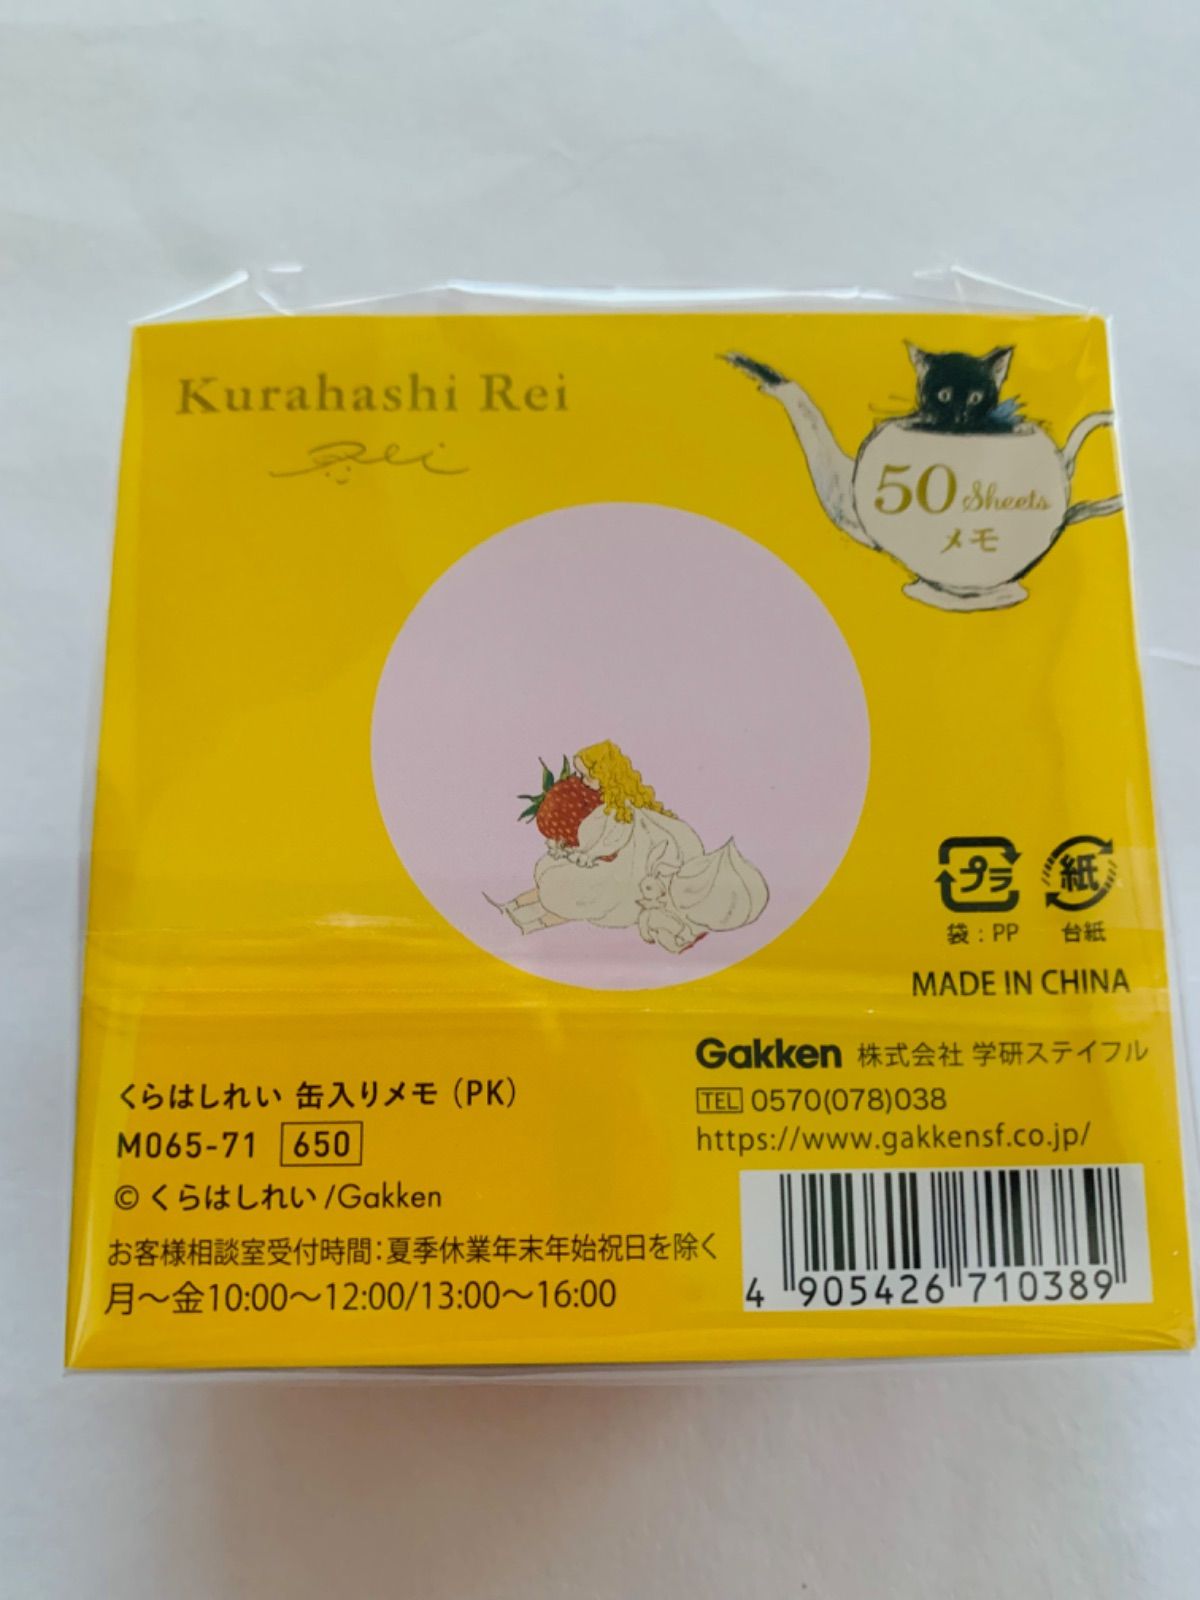 Kurahashi Rei
Rei
50 Sheets
メモ
プラ
紙
袋：PP
台紙
MADE IN CHINA
くらはしれい 缶入りメモ（PK）
M065-71 650
© くらはしれい/Gakken
お客様相談室受付時間：夏季休業年末年始祝日を除く
月～金10:00～12:00/13:00～16:00
Gakken 株式会社 学研ステイフル
TEL 0570(078)038
https://www.gakkensf.co.jp/
4 905426 710389